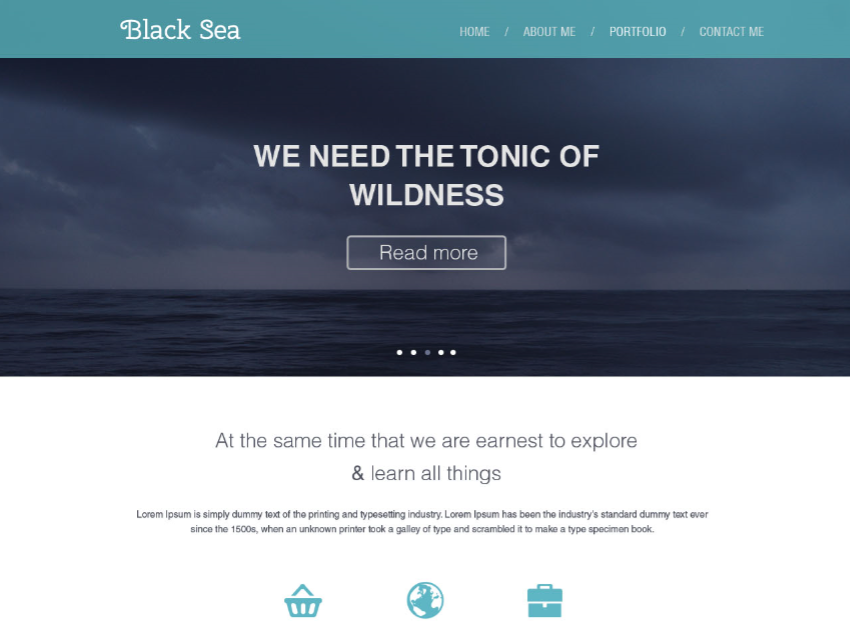 Black Sea
HOME / ABOUT ME / PORTFOLIO / CONTACT ME
WE NEED THE TONIC OF
WILDNESS
Read more
At the same time that we are earnest to explore
& learn all things
Lorem Ipsum is simply dummy text of the printing and typesetting industry. Lorem Ipsum has been the industry's standard dummy text ever
since the 1500s, when an unknown printer took a galley of type and scrambled it to make a type specimen book.